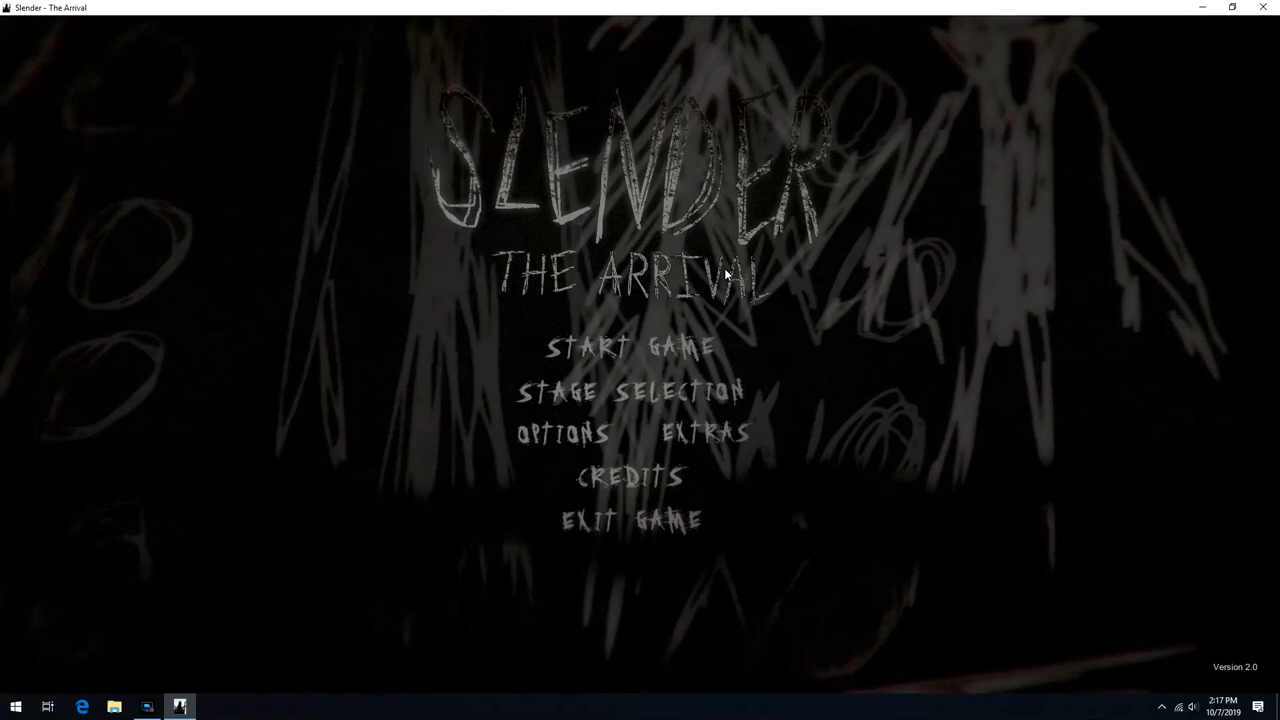 Slender - The Arrival
SLENDER
THE ARRIVAL
START GAME
STAGE SELECTION
OPTIONS EXTRAS
CREDITS
EXIT GAME
Version 2.0
2:17 PM
10/7/2019